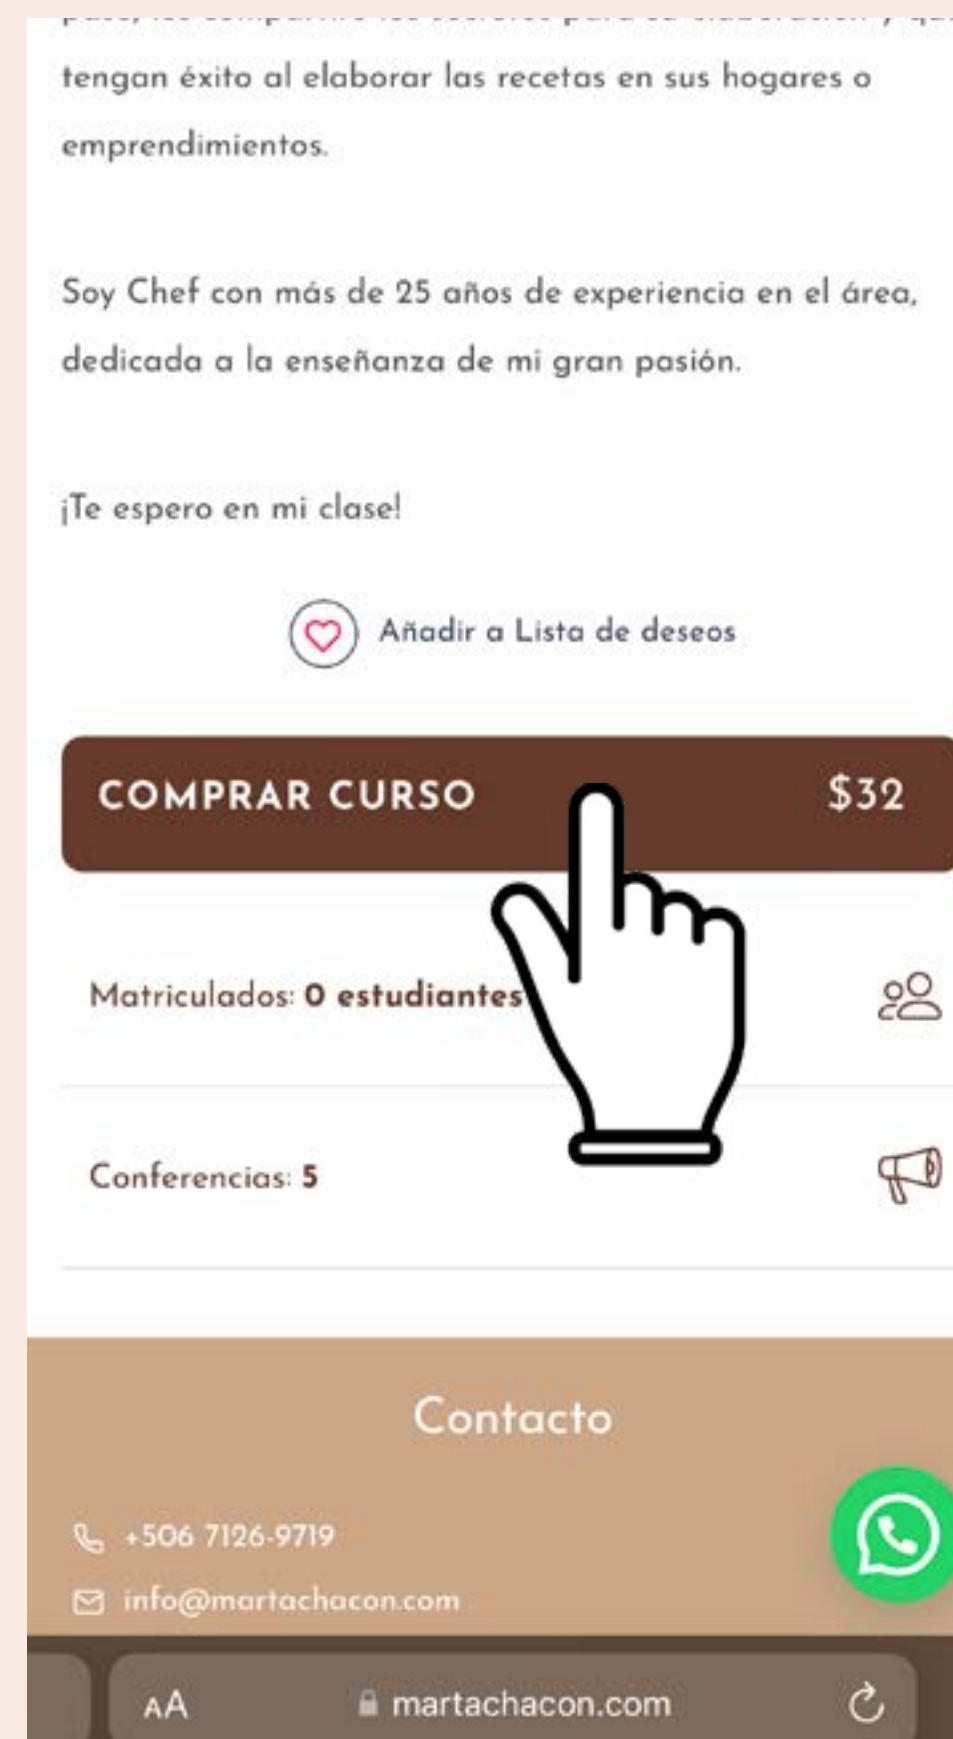 tengan éxito al elaborar las recetas en sus hogares o
emprendimientos.
Soy Chef con más de 25 años de experiencia en el área,
dedicada a la enseñanza de mi gran pasión.
¡Te espero en mi clase!
Añadir a Lista de deseos
COMPRAR CURSO $32
Matriculados: 0 estudiantes
Conferencias: 5
Contacto
+506 7126-9719
info@martachacon.com
AA martachacon.com